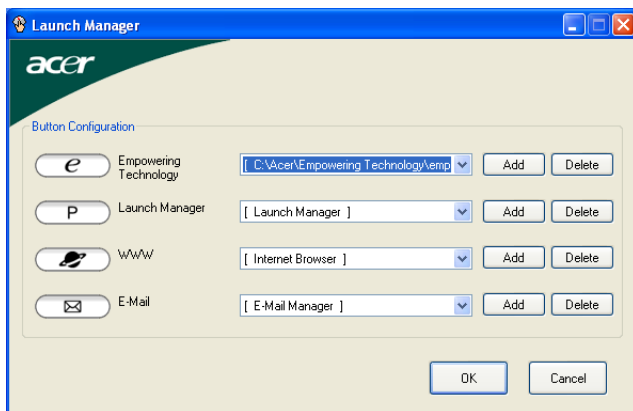 Launch Manager
acer
Button Configuration
e Empowering Technology [ C:\Acer\Empowering Technology\emp Add Delete
P Launch Manager [ Launch Manager ] Add Delete
WWW [ Internet Browser ] Add Delete
E-Mail [ E-Mail Manager ] Add Delete
OK Cancel